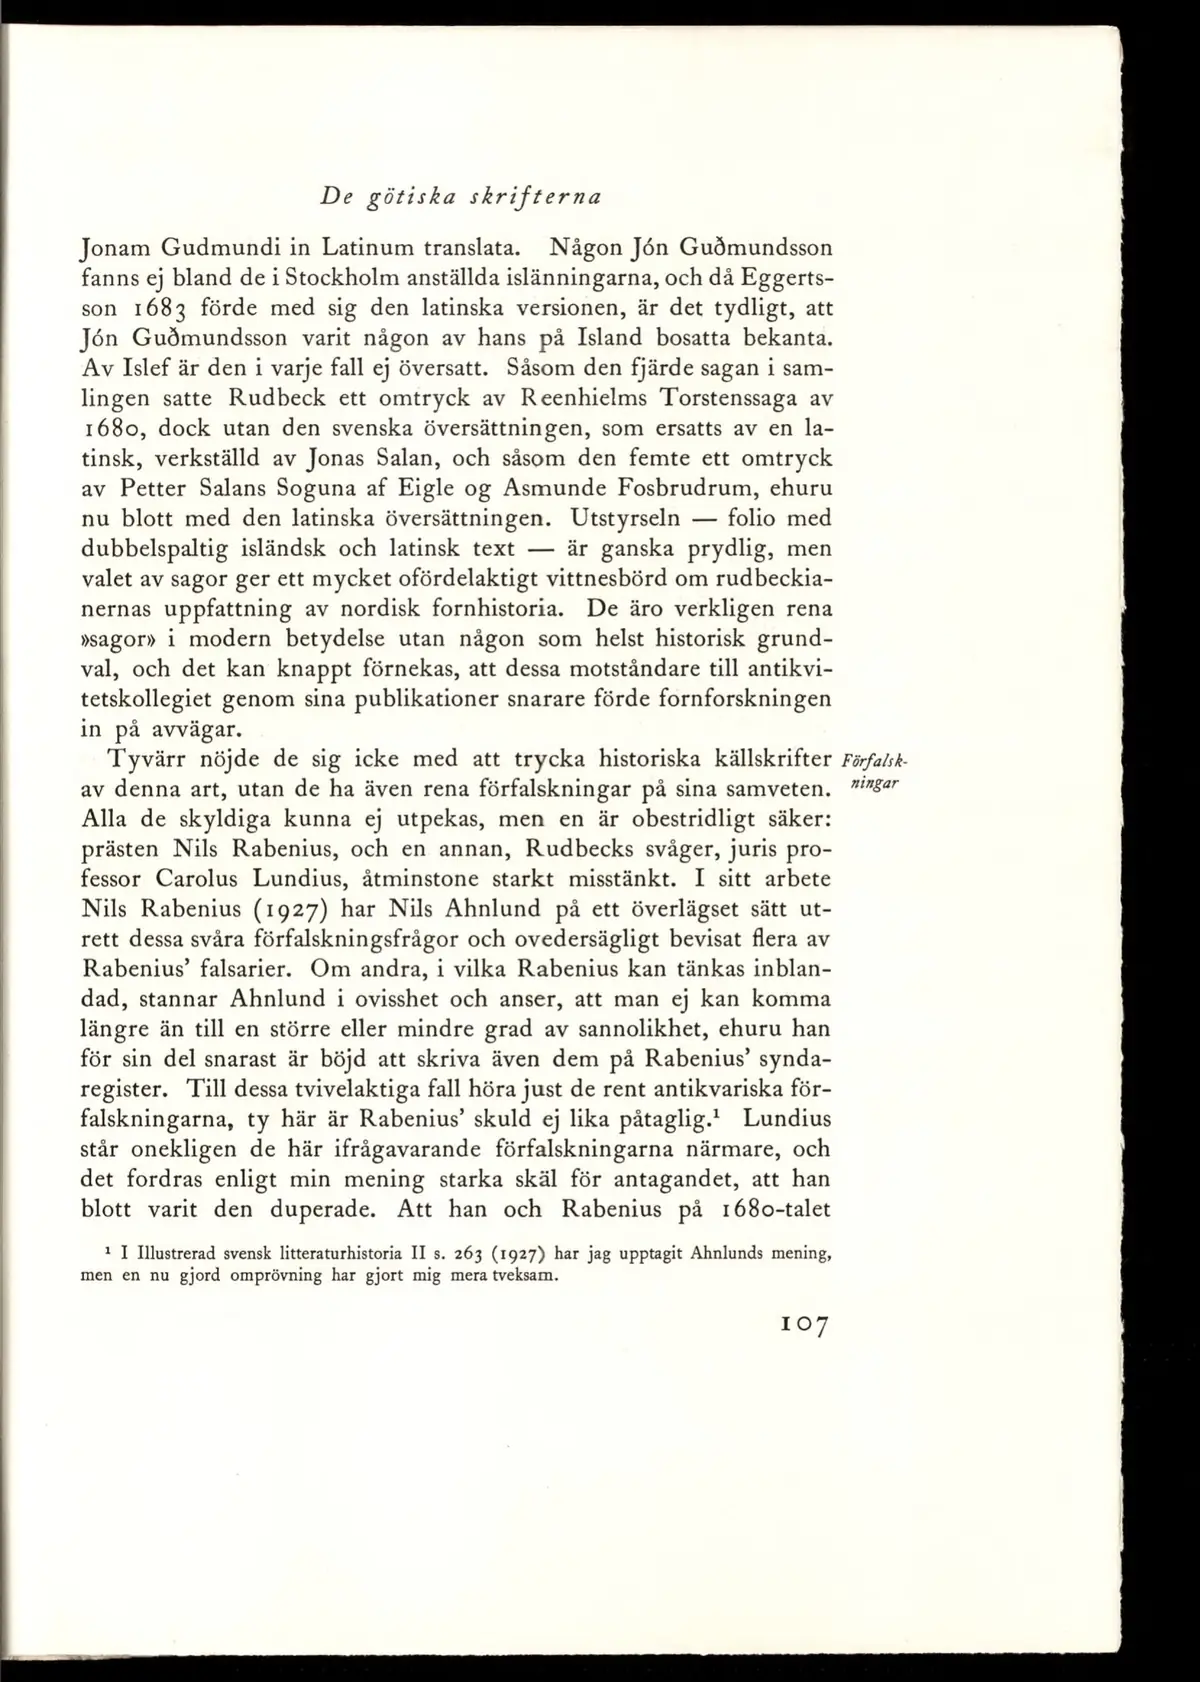 De götiska skrifterna
Jonam Gudmundi in Latinum translata. Någon Jón Guðmundsson
fanns ej bland de i Stockholm anställda islänningarna, och då Eggerts-
son 1683 förde med sig den latinska versionen, är det tydligt, att
Jón Guðmundsson varit någon av hans på Island bosatta bekanta.
Av Islef är den i varje fall ej översatt. Såsom den fjärde sagan i sam-
lingen satte Rudbeck ett omtryck av Reenhielms Torstenssaga av
1680, dock utan den svenska översättningen, som ersatts av en la-
tinsk, verkställd av Jonas Salan, och såsom den femte ett omtryck
av Petter Salans Soguna af Eigle og Asmunde Fosbrudrum, ehuru
nu blott med den latinska översättningen. Utstyrseln — folio med
dubbelspaltig isländsk och latinsk text — är ganska prydlig, men
valet av sagor ger ett mycket ofördelaktigt vittnesbörd om rudbeckia-
nernas uppfattning av nordisk fornhistoria. De äro verkligen rena
»sagor» i modern betydelse utan någon som helst historisk grund-
val, och det kan knappt förnekas, att dessa motståndare till antikvi-
tetskollegiet genom sina publikationer snarare förde fornforskningen
in på avvägar.
Tyvärr nöjde de sig icke med att trycka historiska källskrifter
av denna art, utan de ha även rena förfalskningar på sina samveten.
Förfalsk-
ningar
Alla de skyldiga kunna ej utpekas, men en är obestridligt säker:
prästen Nils Rabenius, och en annan, Rudbecks svåger, juris pro-
fessor Carolus Lundius, åtminstone starkt misstänkt. I sitt arbete
Nils Rabenius (1927) har Nils Ahnlund på ett överlägset sätt ut-
rett dessa svåra förfalskningsfrågor och ovedersägligt bevisat flera av
Rabenius’ falsarier. Om andra, i vilka Rabenius kan tänkas inblan-
dad, stannar Ahnlund i ovisshet och anser, att man ej kan komma
längre än till en större eller mindre grad av sannolikhet, ehuru han
för sin del snarast är böjd att skriva även dem på Rabenius’ synda-
register. Till dessa tvivelaktiga fall höra just de rent antikvariska för-
falskningarna, ty här är Rabenius’ skuld ej lika påtaglig.¹ Lundius
står onekligen de här ifrågavarande förfalskningarna närmare, och
det fordras enligt min mening starka skäl för antagandet, att han
blott varit den duperade. Att han och Rabenius på 1680-talet
¹ I Illustrerad svensk litteraturhistoria II s. 263 (1927) har jag upptagit Ahnlunds mening,
men en nu gjord omprövning har gjort mig mera tveksam.
107